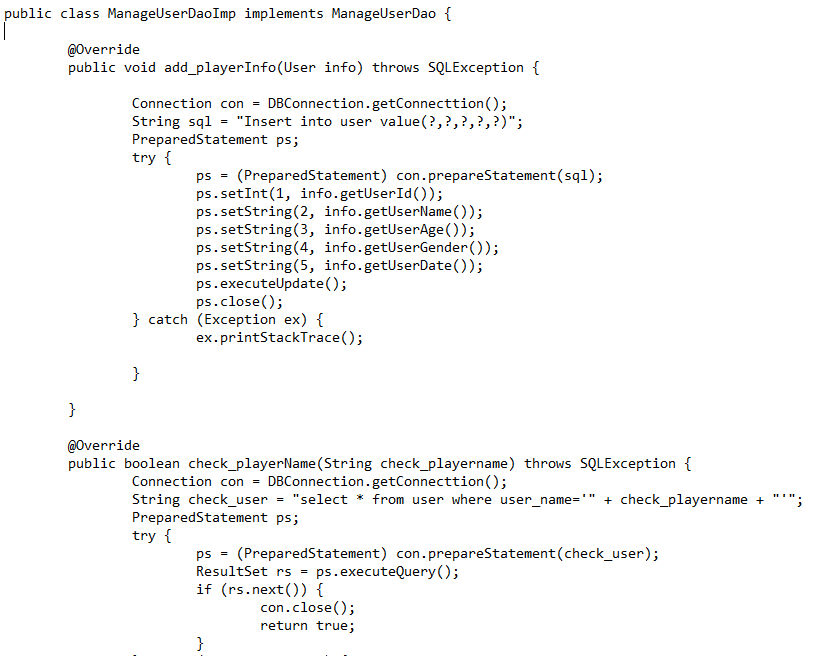 public class ManageUserDaoImp implements ManageUserDao {
@Override
public void add_playerInfo(User info) throws SQLException {
Connection con = DBConnection.getConnecttion();
String sql = "Insert into user value(?,?,?,?,?)";
PreparedStatement ps;
try {
ps = (PreparedStatement) con.prepareStatement(sql);
ps.setInt(1, info.getUserId());
ps.setString(2, info.getUserName());
ps.setString(3, info.getUserAge());
ps.setString(4, info.getUserGender());
ps.setString(5, info.getUserDate());
ps.executeUpdate();
ps.close();
} catch (Exception ex) {
ex.printStackTrace();
}
}
@Override
public boolean check_playerName(String check_playername) throws SQLException {
Connection con = DBConnection.getConnecttion();
String check_user = "select * from user where user_name='" + check_playername + "'";
PreparedStatement ps;
try {
ps = (PreparedStatement) con.prepareStatement(check_user);
ResultSet rs = ps.executeQuery();
if (rs.next()) {
con.close();
return true;
}